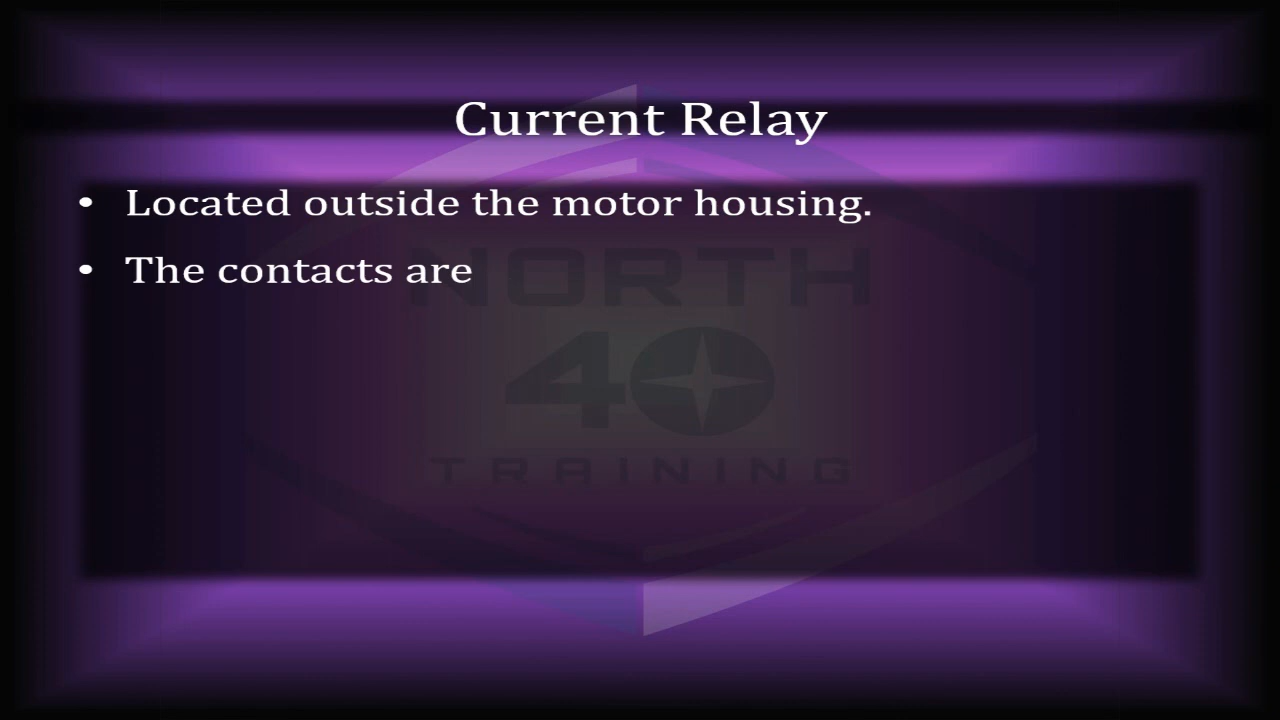 Current Relay
• Located outside the motor housing.
• The contacts are
NORTH
40
TRAINING